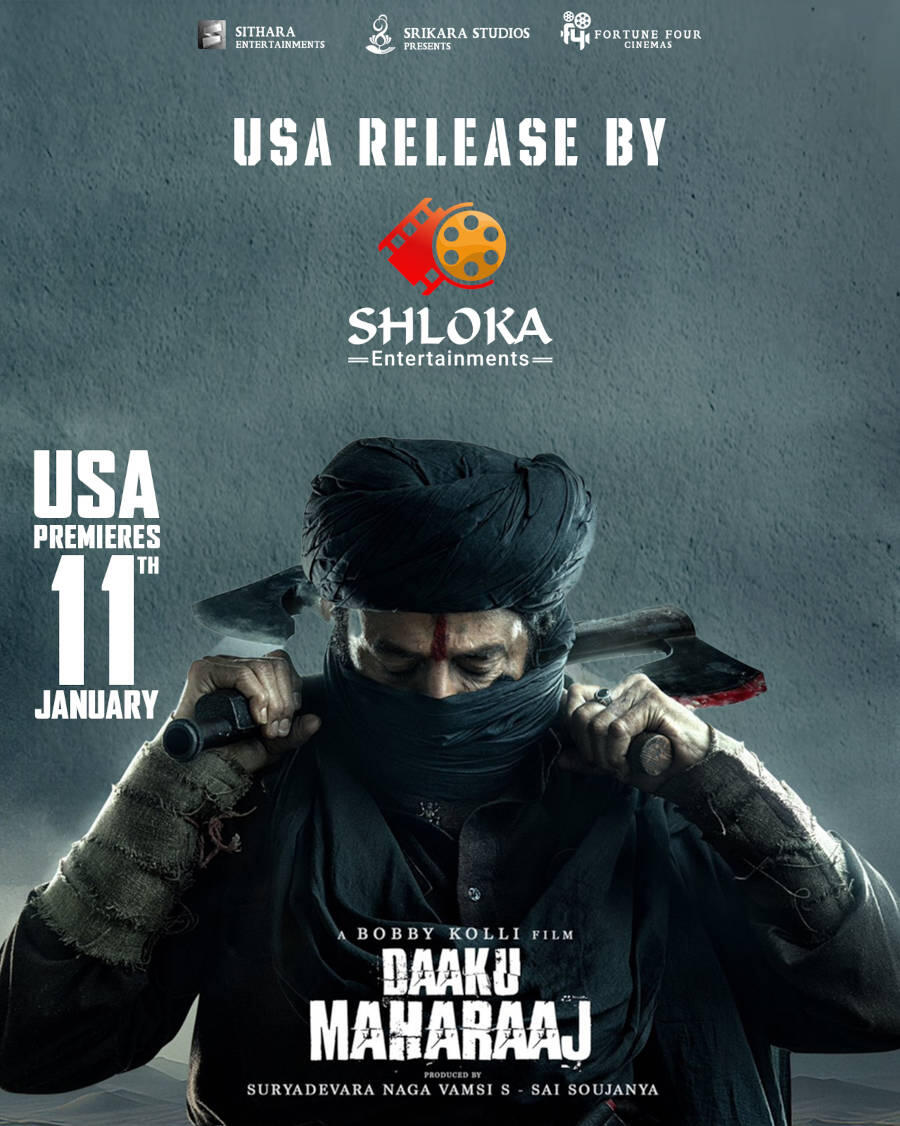 SITHARA
ENTERTAINMENTS
SRIKARA STUDIOS
PRESENTS
FORTUNE FOUR
CINEMAS
USA RELEASE BY
SHLOKA
Entertainments
USA
PREMIERES
11TH
JANUARY
A BOBBY KOLLI FILM
DAAKU
MAHARAAJ
PRODUCED BY
SURYADEVARA NAGA VAMSI S - SAI SOUJANYA